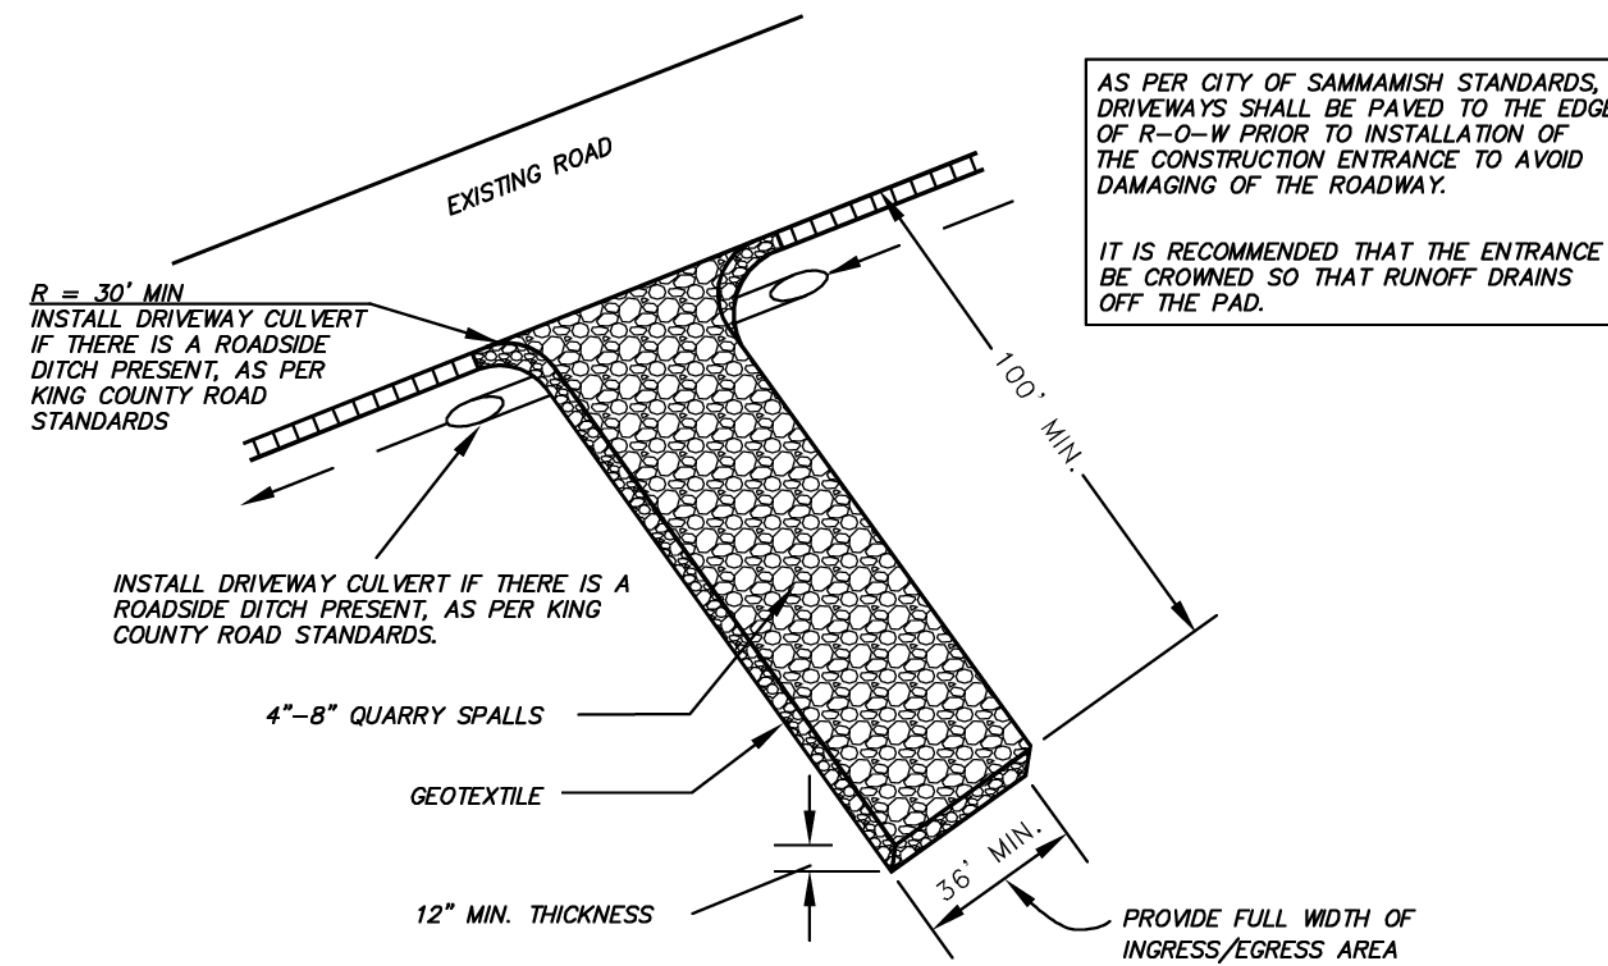 AS PER CITY OF SAMMAMISH STANDARDS,
DRIVEWAYS SHALL BE PAVED TO THE EDGE
OF R-O-W PRIOR TO INSTALLATION OF
THE CONSTRUCTION ENTRANCE TO AVOID
DAMAGING OF THE ROADWAY.
IT IS RECOMMENDED THAT THE ENTRANCE
BE CROWNED SO THAT RUNOFF DRAINS
OFF THE PAD.
EXISTING ROAD
R = 30' MIN
INSTALL DRIVEWAY CULVERT
IF THERE IS A ROADSIDE
DITCH PRESENT, AS PER
KING COUNTY ROAD
STANDARDS
100' MIN.
INSTALL DRIVEWAY CULVERT IF THERE IS A
ROADSIDE DITCH PRESENT, AS PER KING
COUNTY ROAD STANDARDS.
4"-8" QUARRY SPALLS
GEOTEXTILE
12" MIN. THICKNESS
36' MIN.
PROVIDE FULL WIDTH OF
INGRESS/EGRESS AREA